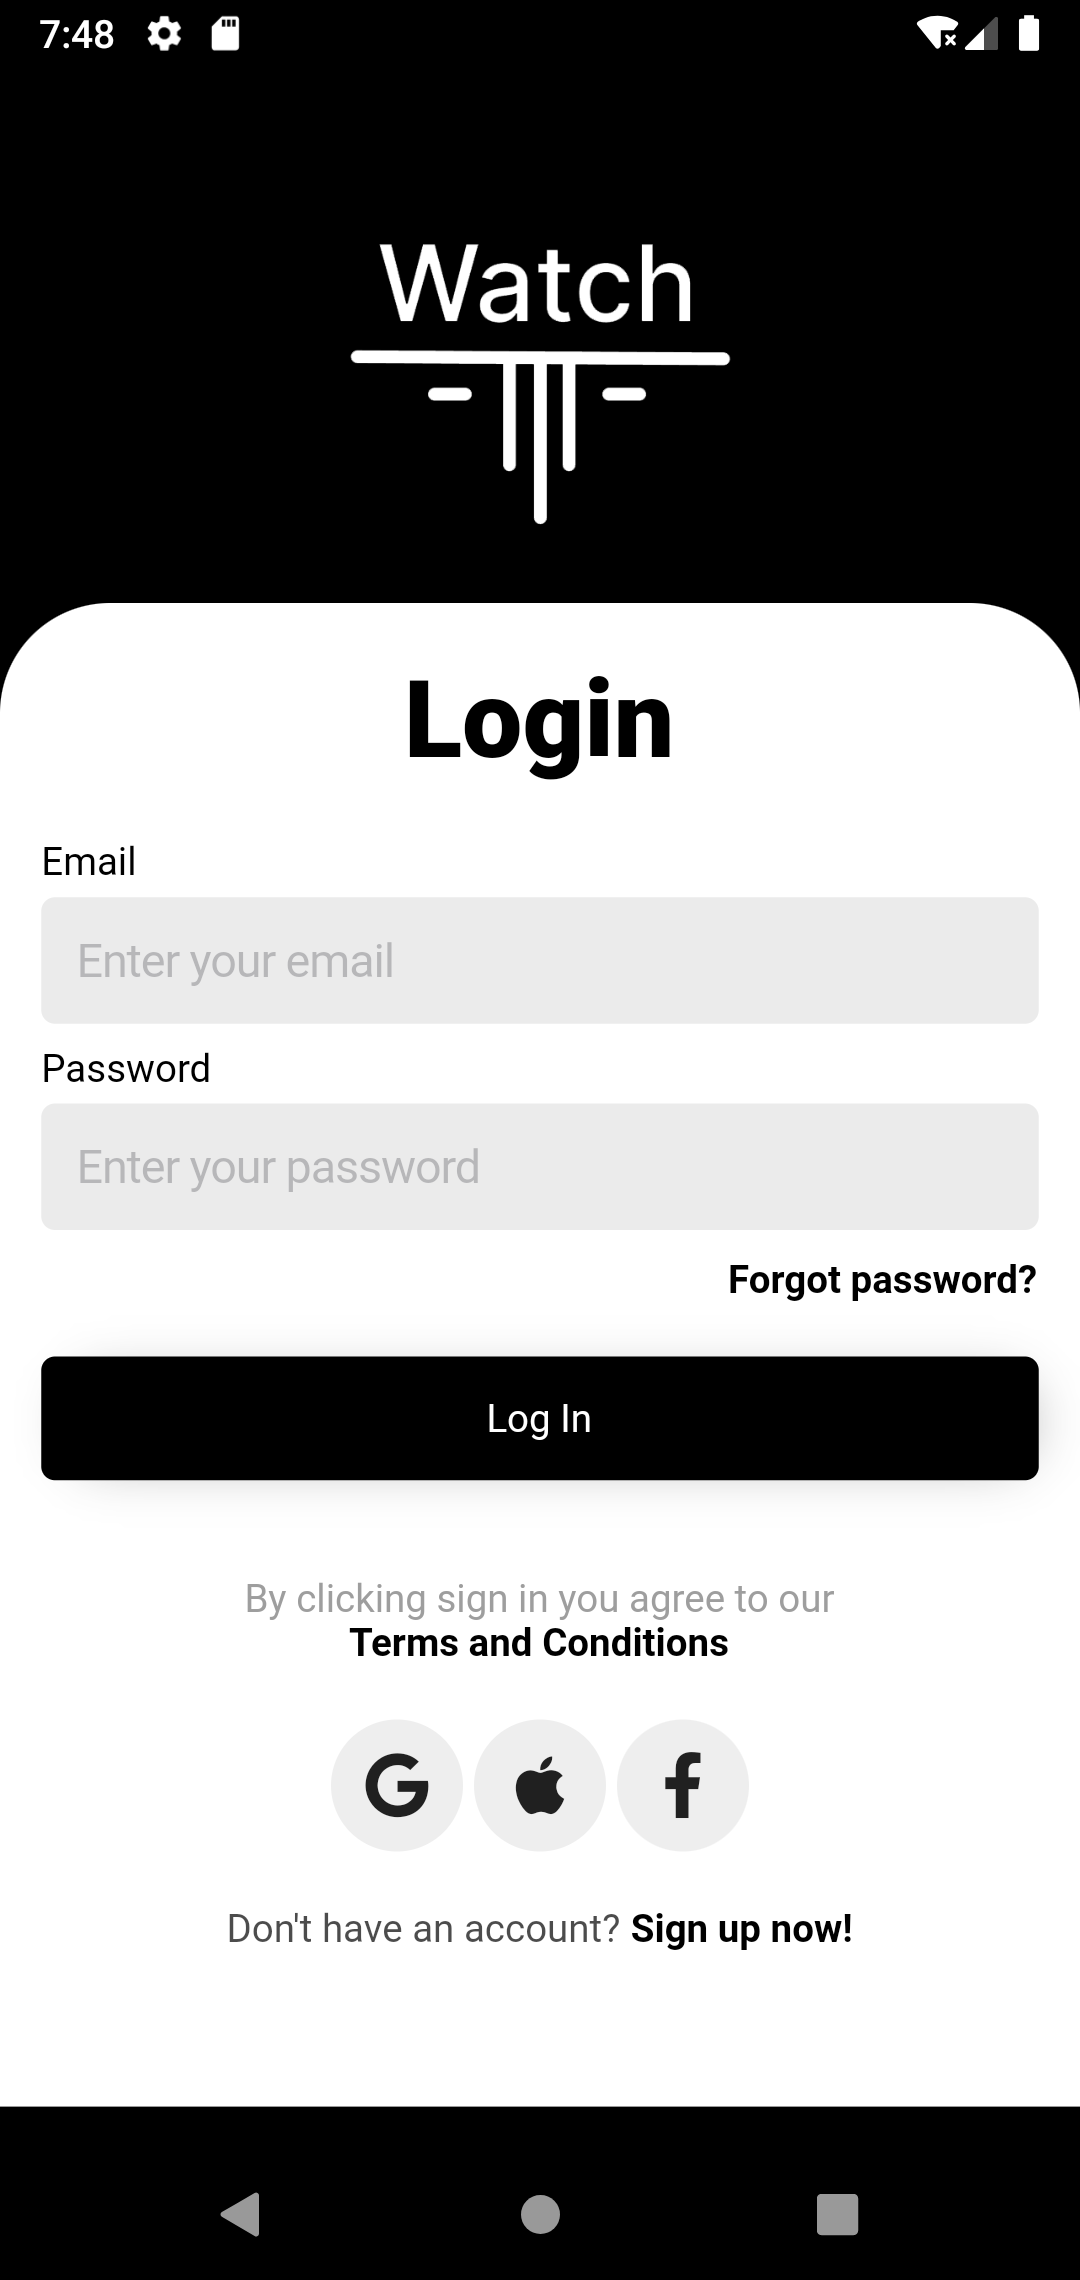 7:48
Watch
Login
Email
Enter your email
Password
Enter your password
Forgot password?
Log In
By clicking sign in you agree to our
Terms and Conditions
Don't have an account? Sign up now!